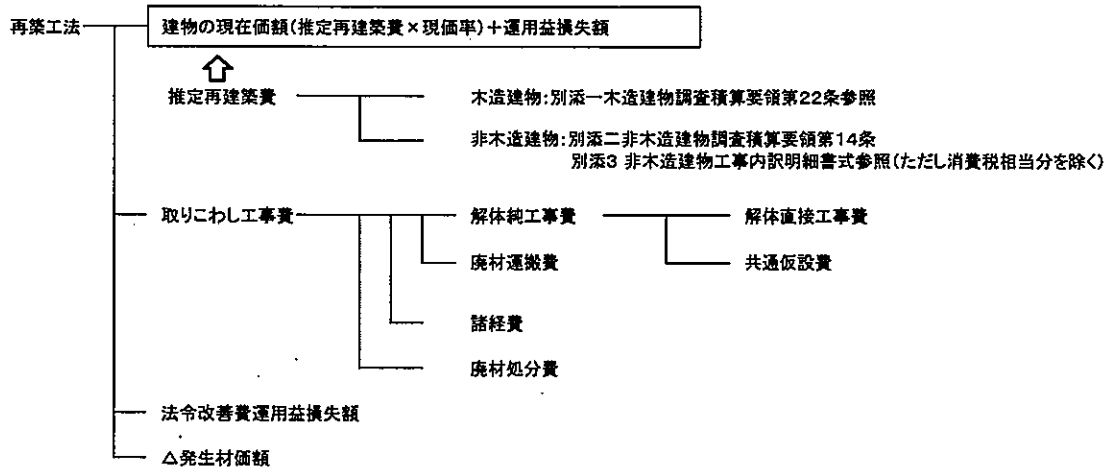 再築工法 建物の現在価額(推定再建築費×現価率)+運用益損失額
推定再建築費 木造建物:別添一木造建物調査積算要領第22条参照
非木造建物:別添二非木造建物調査積算要領第14条
別添3 非木造建物工事内訳明細書式参照(ただし消費税相当分を除く)
取りこわし工事費 解体純工事費 解体直接工事費
廃材運搬費 共通仮設費
諸経費
廃材処分費
法令改善費運用益損失額
△発生材価額